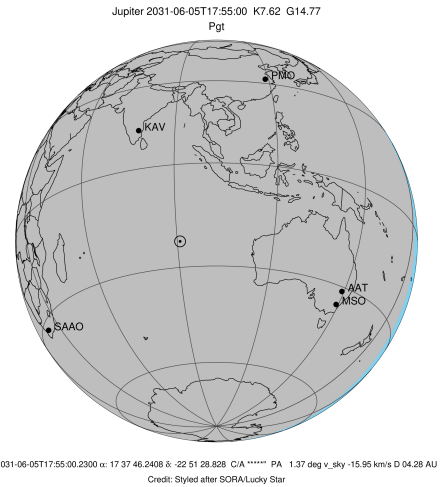 Jupiter 2031-06-05T17:55:00 K7.62 G14.77
Pgt
PMO
KAV
AAT
MSO
SAAO
031-06-05T17:55:00.2300 α: 17 37 46.2408 & -22 51 28.828 C/A *****" PA 1.37 deg v_sky -15.95 km/s D 04.28 AU
Credit: Styled after SORA/Lucky Star